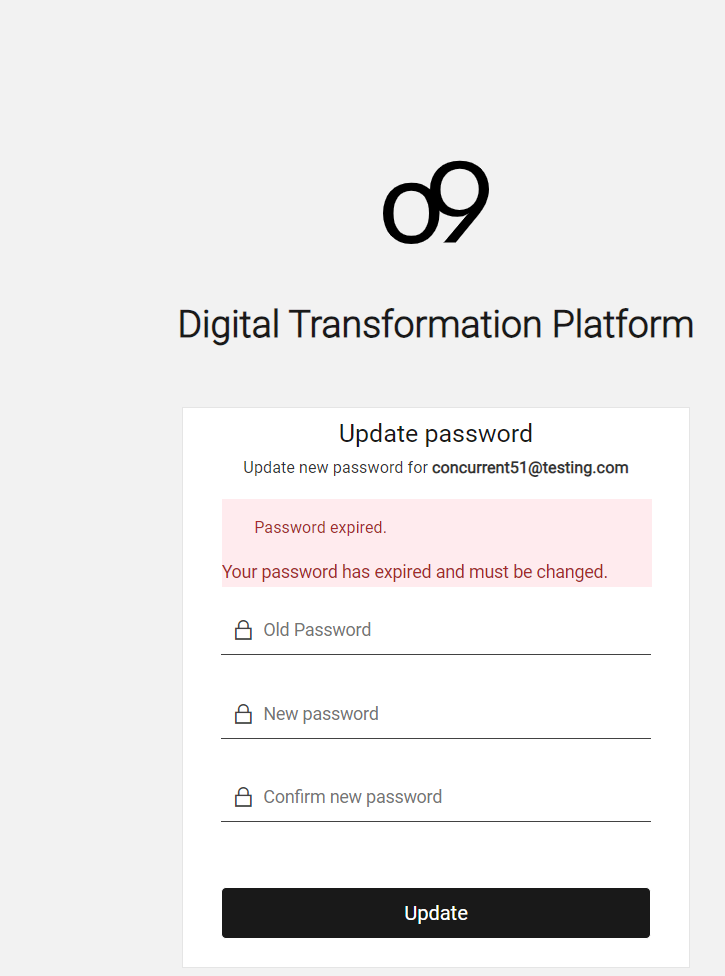 o9
Digital Transformation Platform
Update password
Update new password for concurrent51@testing.com
Password expired.
Your password has expired and must be changed.
Old Password
New password
Confirm new password
Update